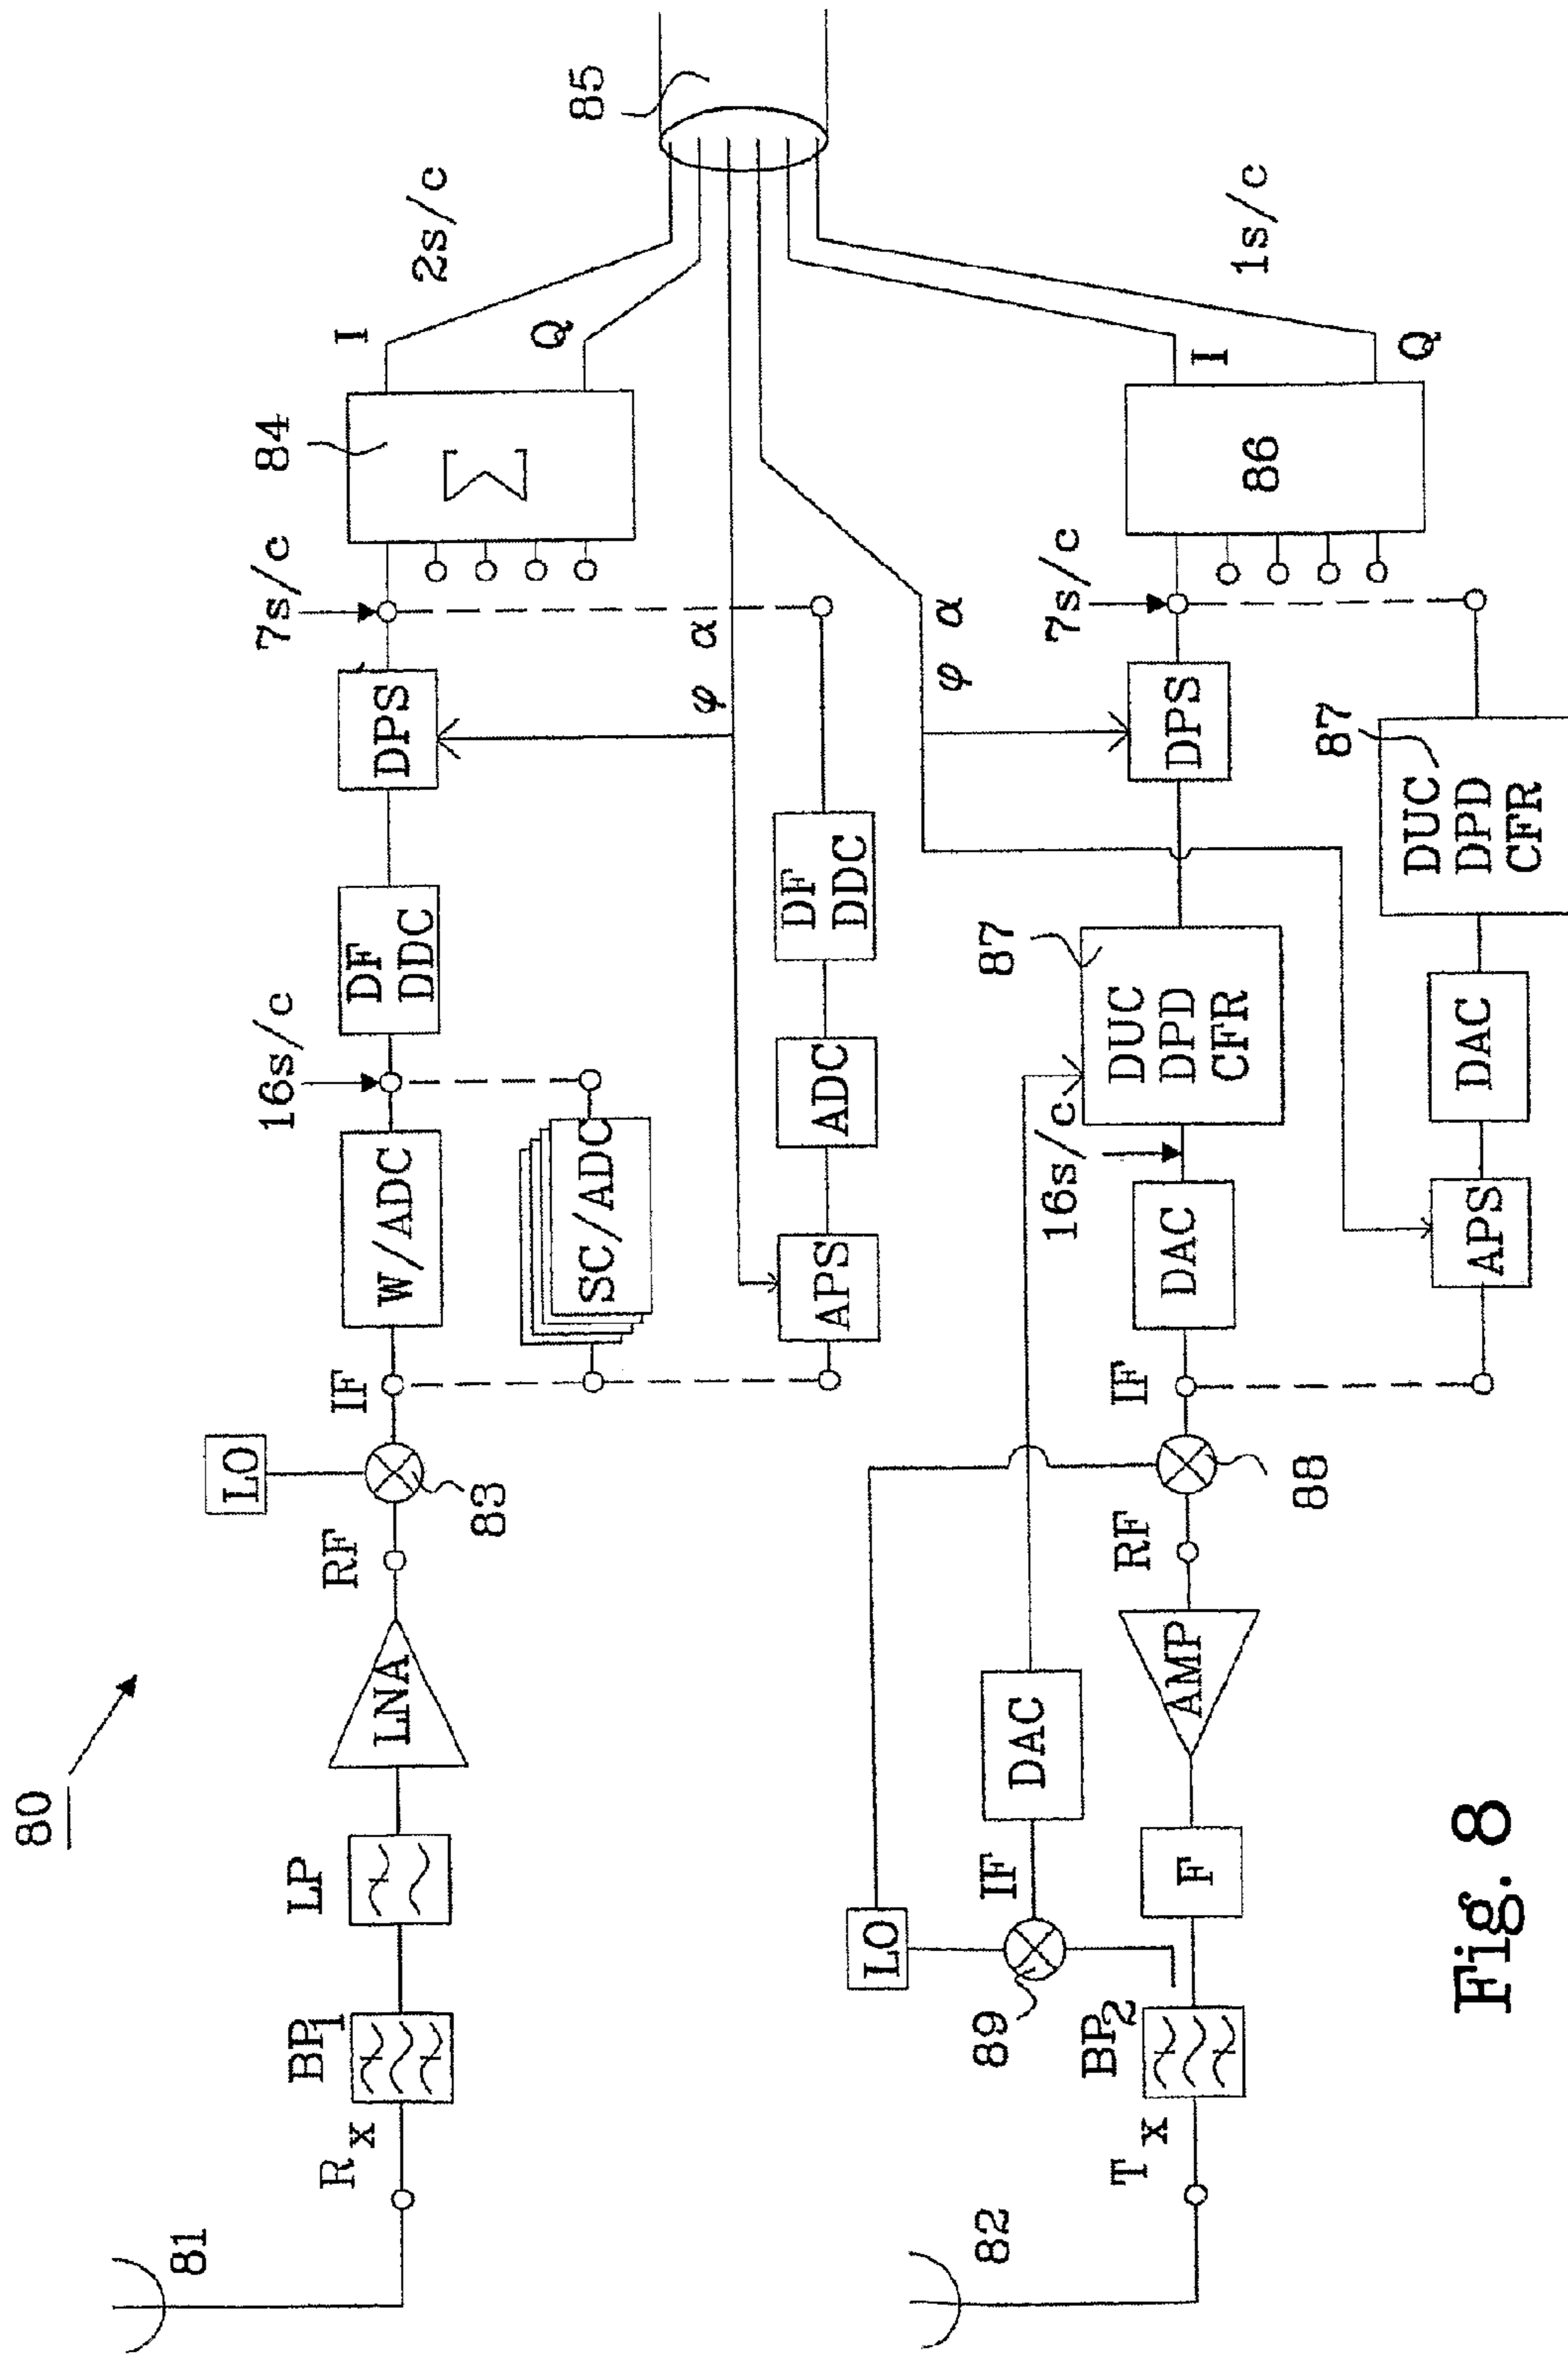 80
81
R x
BP1
LP
LNA
RF
LO
83
IF
W/ADC
16s/c
DF
DDC
DPS
7s/c
84
Σ
I
Q
2s/c
85
SC/ADC
APS
ADC
DF
DDC
φ α
φ α
82
T x
BP2
F
AMP
RF
88
IF
LO
89
IF
DAC
DAC
16s/c
87
DUC
DPD
CFR
DPS
7s/c
86
I
Q
1s/c
APS
DAC
87
DUC
DPD
CFR
Fig. 8